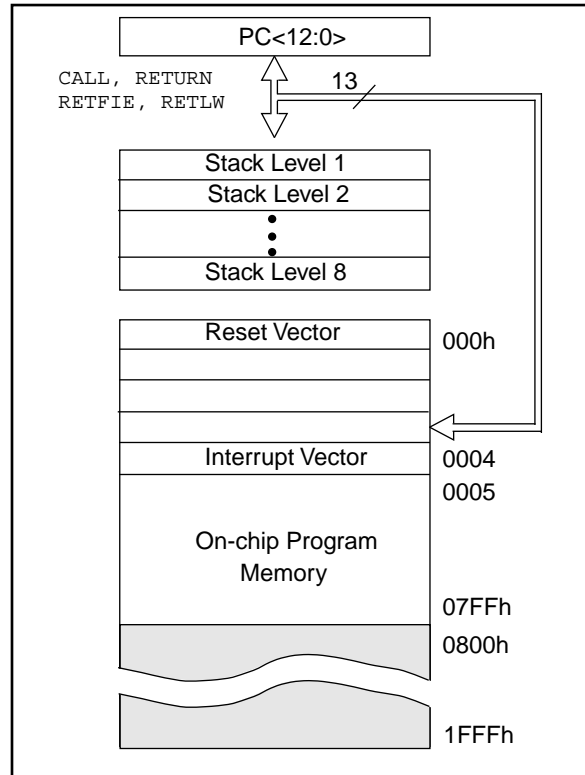 PC<12:0>
CALL, RETURN
RETFIE, RETLW
13
Stack Level 1
Stack Level 2
Stack Level 8
Reset Vector
000h
Interrupt Vector
0004
0005
On-chip Program
Memory
07FFh
0800h
1FFFh